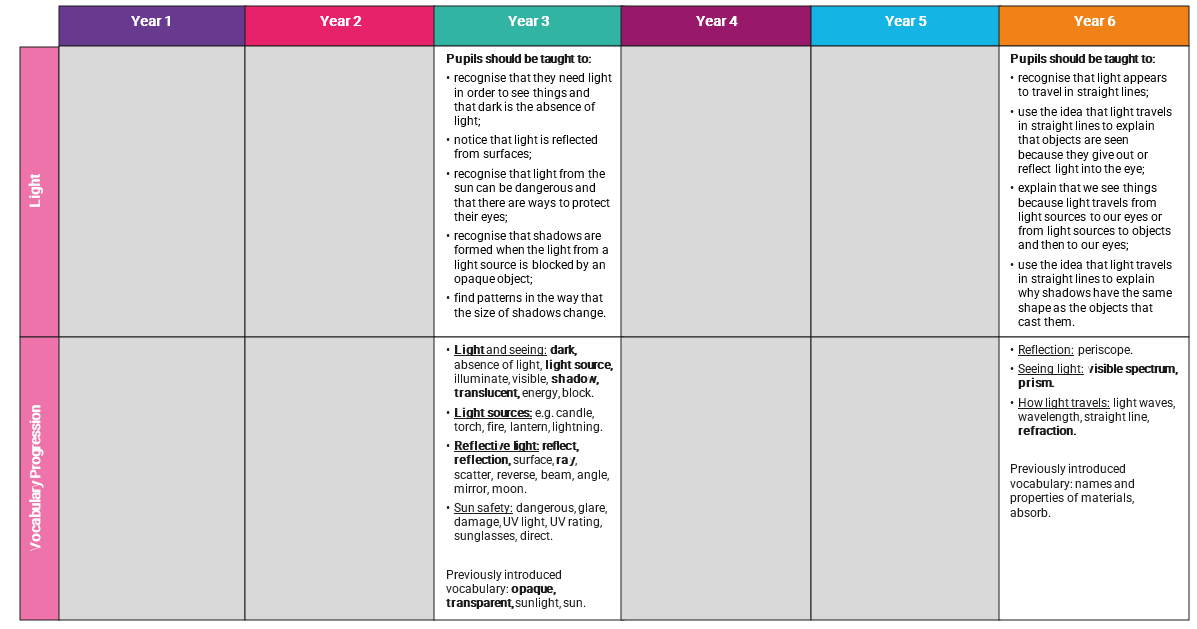 Year 1
Year 2
Year 3
Year 4
Year 5
Year 6
Light
Pupils should be taught to:
• recognise that they need light
in order to see things and
that dark is the absence of
light;
• notice that light is reflected
from surfaces;
• recognise that light from the
sun can be dangerous and
that there are ways to protect
their eyes;
• recognise that shadows are
formed when the light from a
light source is blocked by an
opaque object;
• find patterns in the way that
the size of shadows change.
Pupils should be taught to:
• recognise that light appears
to travel in straight lines;
• use the idea that light travels
in straight lines to explain
that objects are seen
because they give out or
reflect light into the eye;
• explain that we see things
because light travels from
light sources to our eyes or
from light sources to objects
and then to our eyes;
• use the idea that light travels
in straight lines to explain
why shadows have the same
shape as the objects that
cast them.
Vocabulary Progression
• Light and seeing: dark,
absence of light, light source,
illuminate, visible, shadow,
translucent, energy, block.
• Light sources: e.g. candle,
torch, fire, lantern, lightning.
• Reflective light: reflect,
reflection, surface, ray,
scatter, reverse, beam, angle,
mirror, moon.
• Sun safety: dangerous, glare,
damage, UV light, UV rating,
sunglasses, direct.
Previously introduced
vocabulary: opaque,
transparent, sunlight, sun.
• Reflection: periscope.
• Seeing light: visible spectrum,
prism.
• How light travels: light waves,
wavelength, straight line,
refraction.
Previously introduced
vocabulary: names and
properties of materials,
absorb.